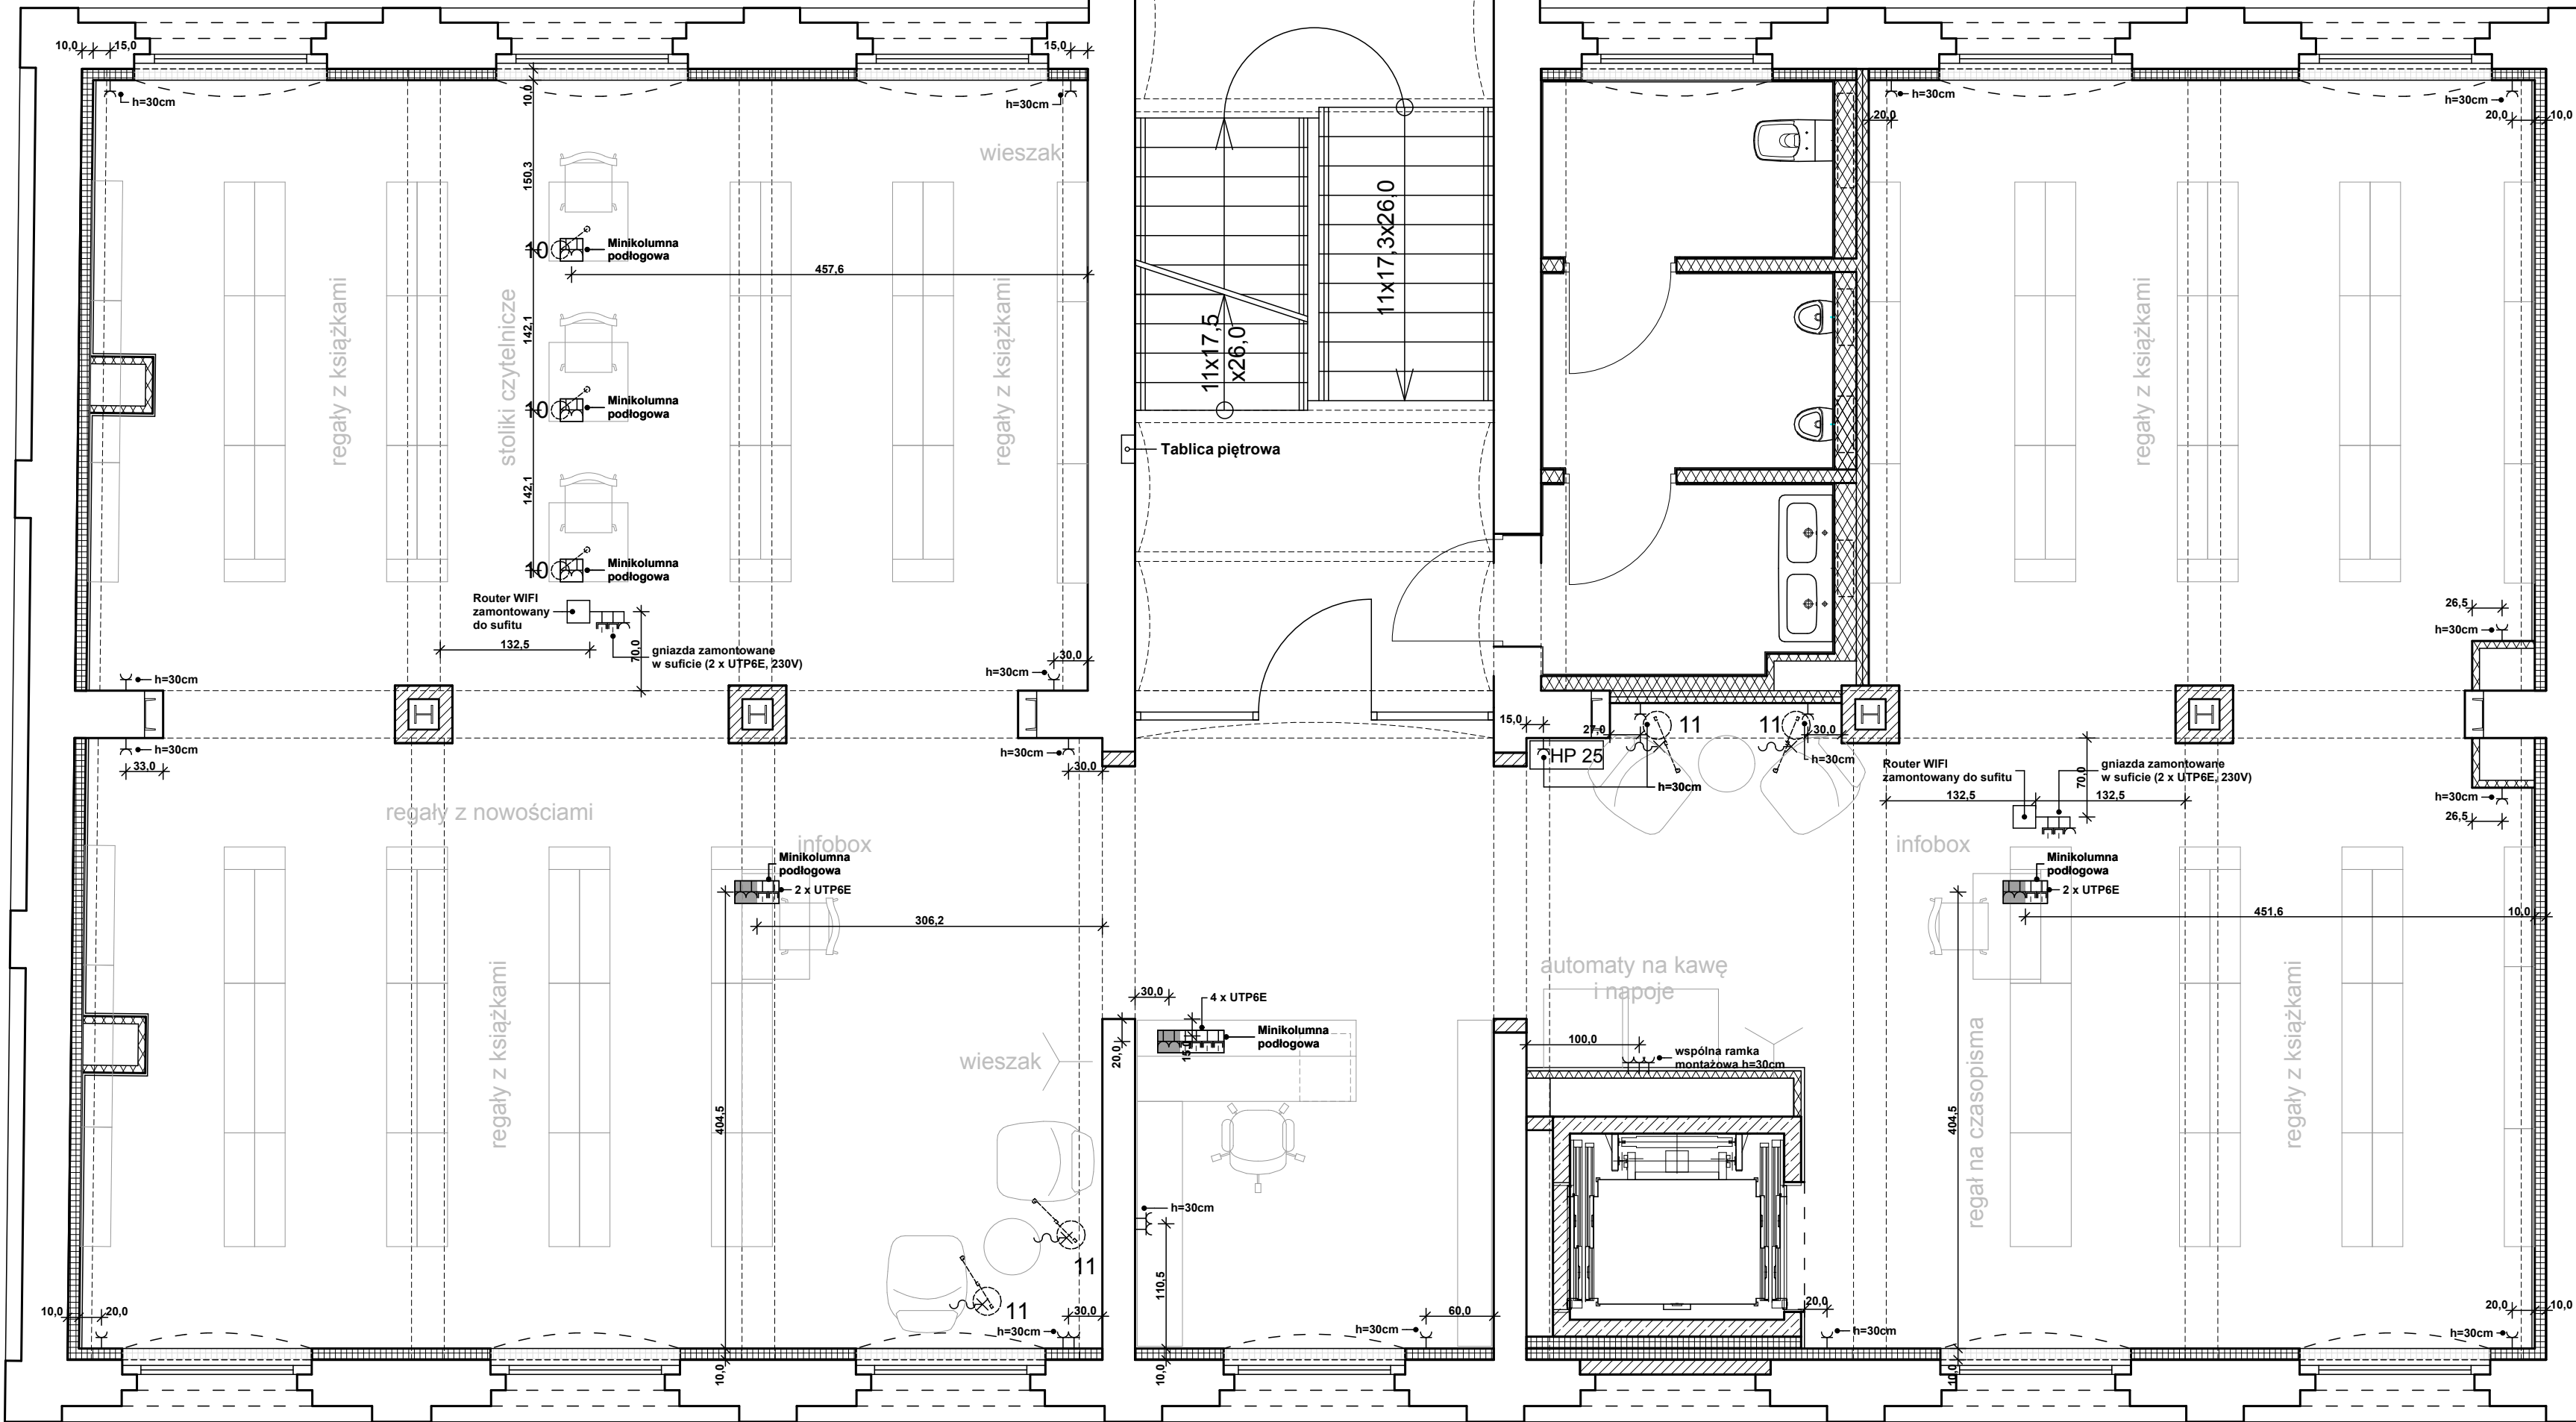 10,0
15,0
15,0
h=30cm
h=30cm
h=30cm
h=30cm
10,0
20,0
20,0
10,0
wieszak
150,3
10
Minikolumna
podłogowa
457,6
regały z książkami
stoliki czytelnicze
regały z książkami
142,1
10
Minikolumna
podłogowa
142,1
10
Minikolumna
podłogowa
11x17,5
x26,0
11x17,3x26,0
Tablica piętrowa
regały z książkami
Router WIFI
zamontowany
do sufitu
132,5
70,0
gniazda zamontowane
w suficie (2 x UTP6E, 230V)
30,0
h=30cm
h=30cm
26,5
h=30cm
H
H
H
H
h=30cm
33,0
h=30cm
30,0
15,0
27,0
11
11
30,0
HP 25
h=30cm
h=30cm
Router WIFI
zamontowany do sufitu
gniazda zamontowane
w suficie (2 x UTP6E, 230V)
70,0
132,5
132,5
h=30cm
26,5
regały z nowościami
infobox
Minikolumna
podłogowa
2 x UTP6E
306,2
infobox
Minikolumna
podłogowa
2 x UTP6E
451,6
10,0
regały z książkami
wieszak
404,5
30,0
4 x UTP6E
20,0
15,0
Minikolumna
podłogowa
automaty na kawę
i napoje
100,0
wspólna ramka
montażowa h=30cm
404,5
regał na czasopisma
regały z książkami
h=30cm
110,5
11
11
10,0
20,0
30,0
h=30cm
60,0
h=30cm
20,0
h=30cm
20,0
10,0
h=30cm
10,0
10,0
10,0